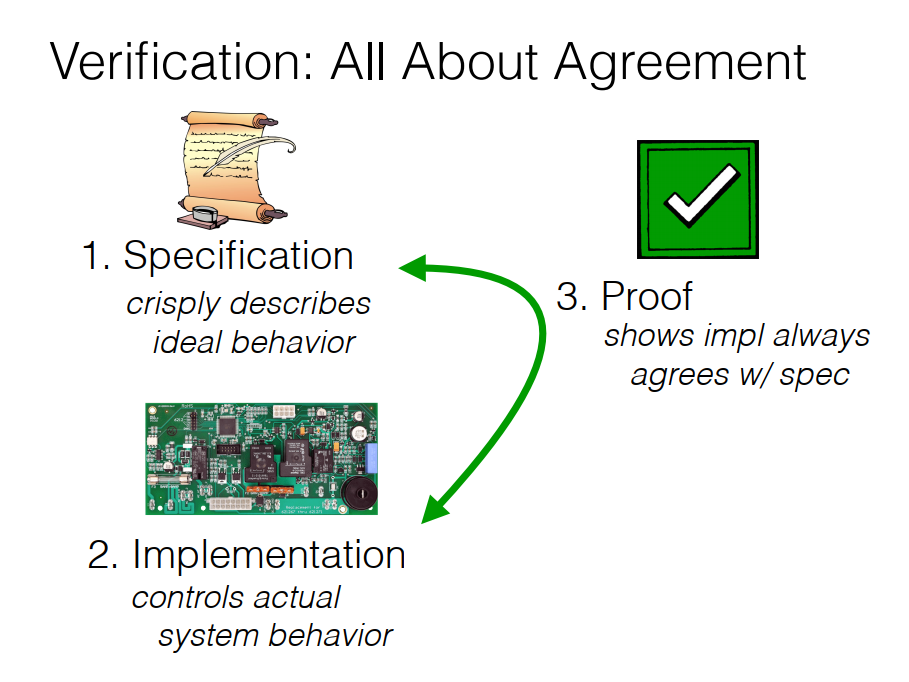 Verification: All About Agreement
1. Specification
crisply describes
ideal behavior
2. Implementation
controls actual
system behavior
3. Proof
shows impl always
agrees w/ spec